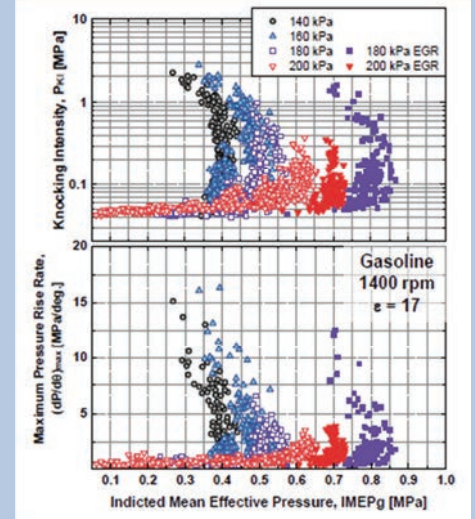 140 kPa
160 kPa
180 kPa 180 kPa EGR
200 kPa 200 kPa EGR
Knocking Intensity, PKI [MPa]
10
1
0.1
Gasoline
1400 rpm
ε = 17
Maximum Pressure Rise Rate,
(dP/dθ)max [MPa/deg.]
20
15
10
5
0.1 0.2 0.3 0.4 0.5 0.6 0.7 0.8 0.9 1.0
Indicted Mean Effective Pressure, IMEPg [MPa]